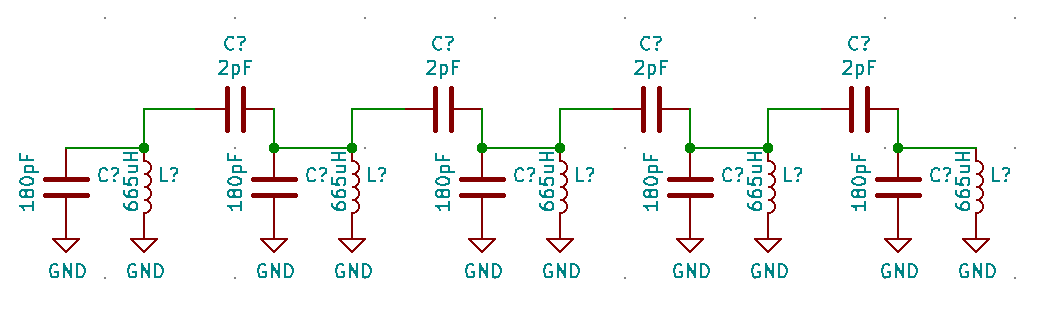 C?
2pF
C?
2pF
C?
2pF
C?
2pF
180pF
C?
665uH
L?
180pF
C?
665uH
L?
180pF
C?
665uH
L?
180pF
C?
665uH
L?
180pF
C?
665uH
L?
GND
GND
GND
GND
GND
GND
GND
GND
GND
GND